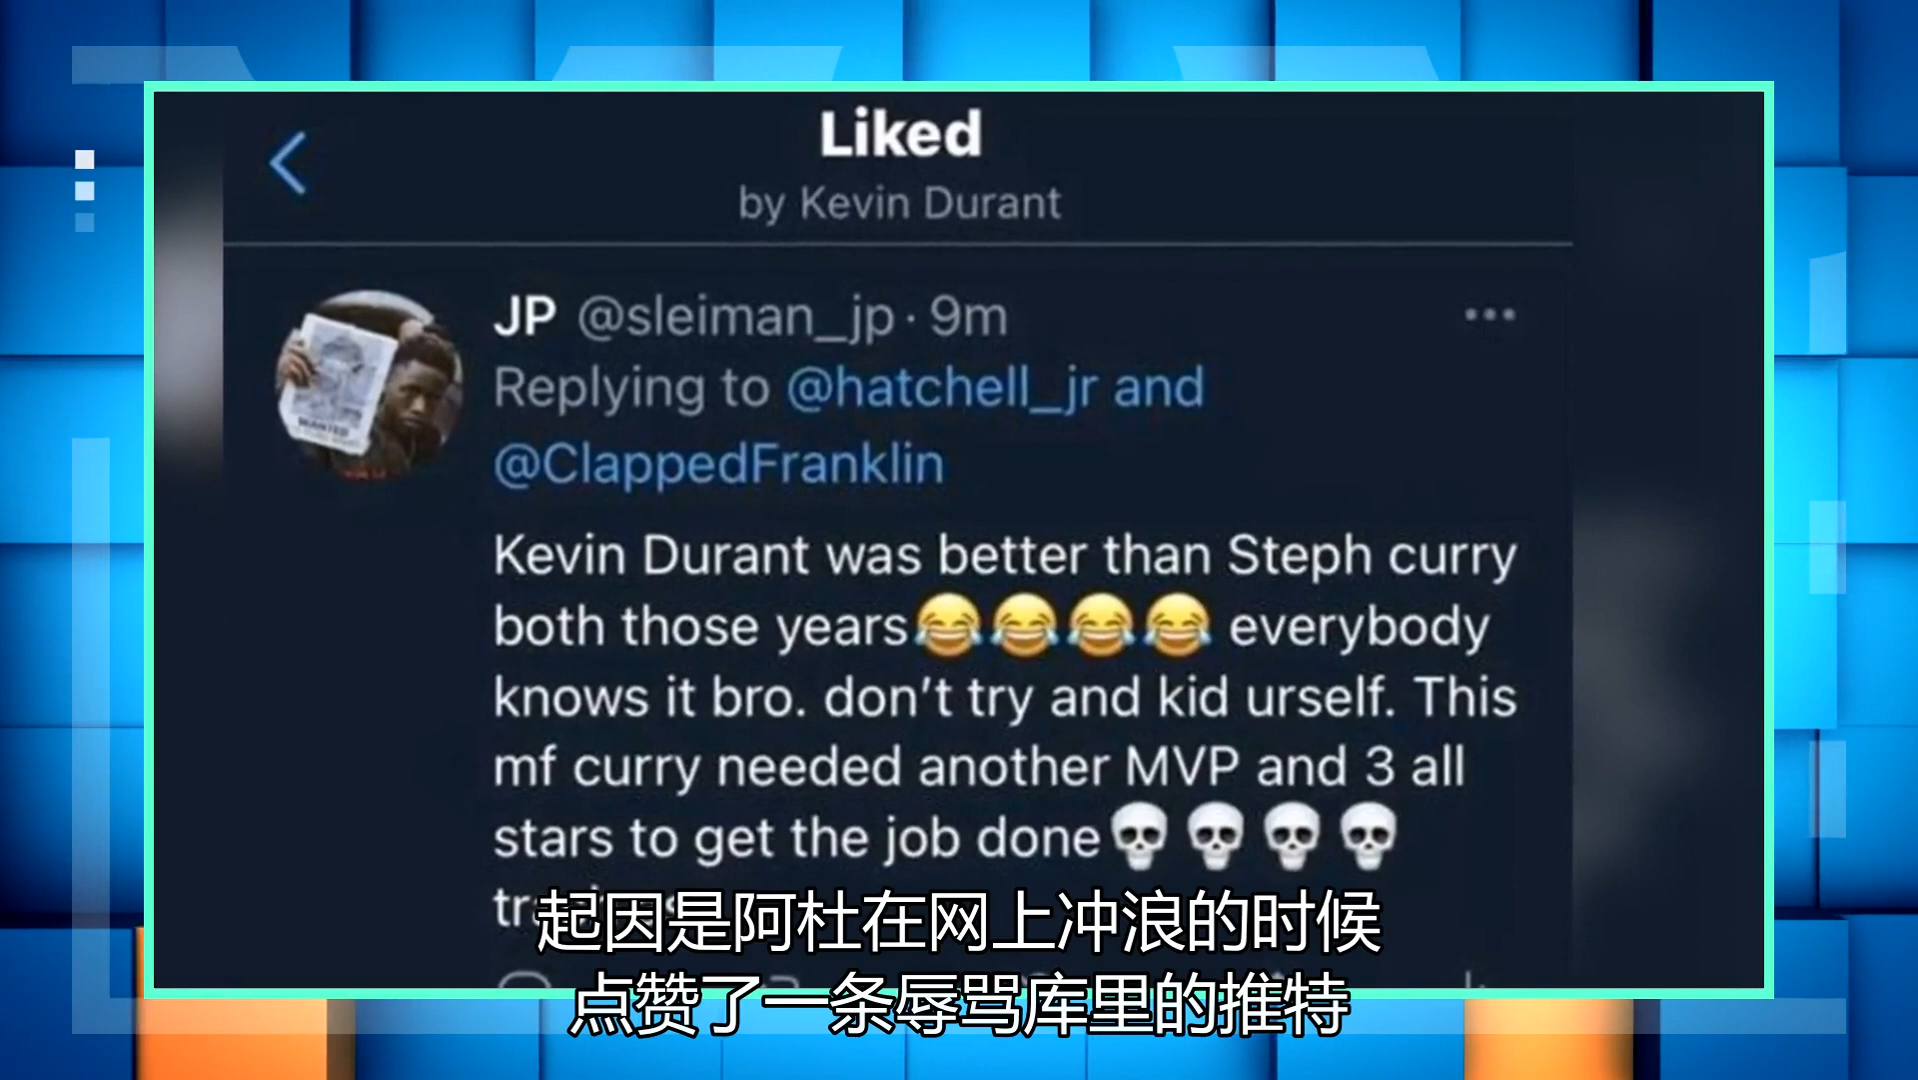 Liked
by Kevin Durant
JP @sleiman_jp · 9m
Replying to @hatchell_jr and
@ClappedFranklin
Kevin Durant was better than Steph curry
both those years😂😂😂😂 everybody
knows it bro. don't try and kid urself. This
mf curry needed another MVP and 3 all
stars to get the job done💀💀💀💀
起因是阿杜在网上冲浪的时候
点赞了一条辱骂库里的推特
WANTED